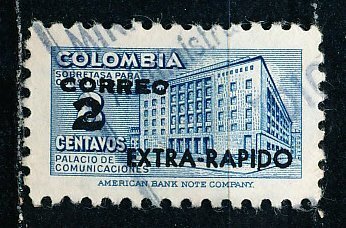 COLOMBIA
SOBRETASA PARA
CORREO
2
CENTAVOS
EXTRA-RAPIDO
PALACIO DE
COMUNICACIONES
AMERICAN BANK NOTE COMPANY.